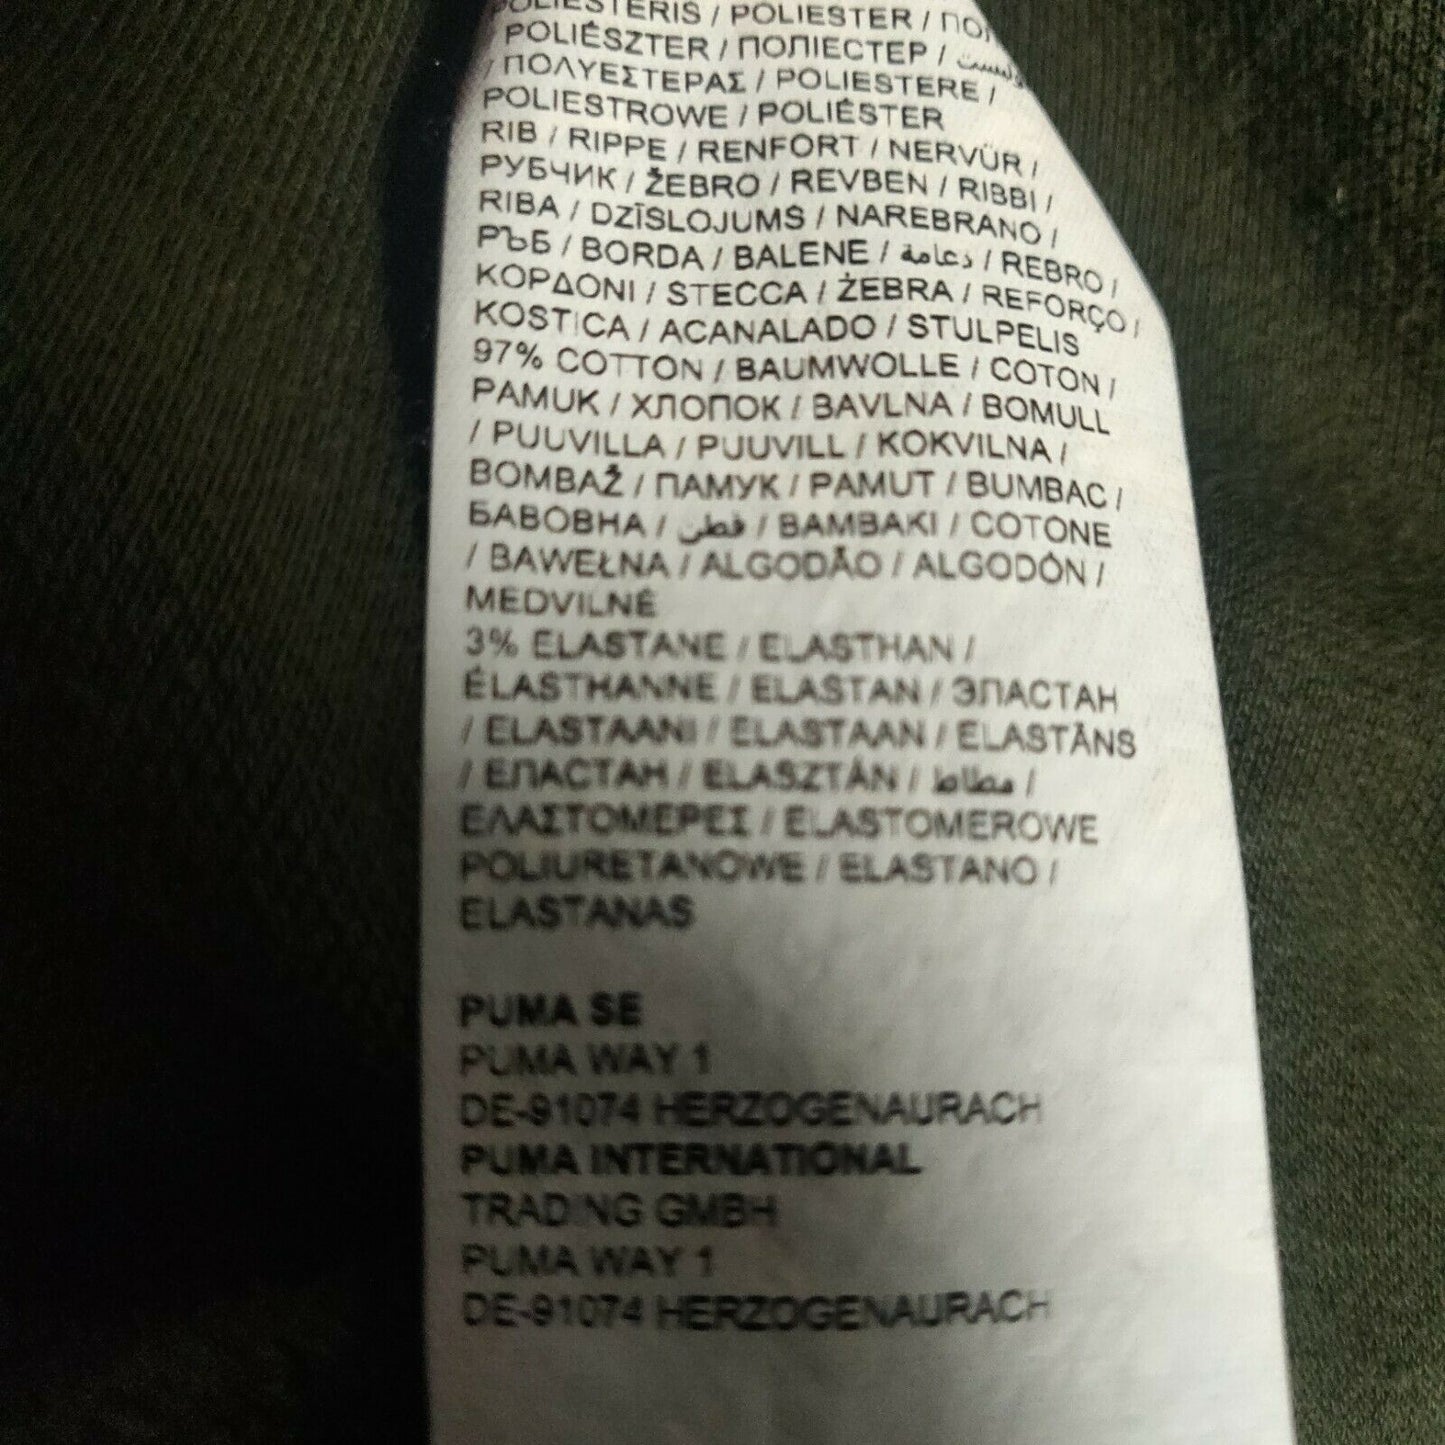 POLIESTERIS / POLIESTER /
POLIÉSZTER / ПОЛІЕСТЕР /
/ ΠΟΛΥΕΣΤΕΡΑΣ / POLIESTERE /
POLIESTROWE / POLIÉSTER
RIB / RIPPE / RENFORT / NERVÜR /
РУБЧИК / ŽEBRO / REVBEN / RIBBI /
RIBA / DZĪSLOJUMS / NAREBRANO /
РЪБ / BORDA / BALENE / دعامة / REBRO /
ΚΟΡΔΟΝΙ / STECCA / ŻEBRA / REFORÇO /
KOSTICA / ACANALADO / STULPELIS
97% COTTON / BAUMWOLLE / COTON /
PAMUK / ХЛОПОК / BAVLNA / BOMULL
/ PUUVILLA / PUUVILL / KOKVILNA /
BOMBAŽ / ПАМУК / PAMUT / BUMBAC /
БАВОВНА / قطن / BAMBAKI / COTONE
/ BAWEŁNA / ALGODÃO / ALGODÓN /
MEDVILNĖ
3% ELASTANE / ELASTHAN /
ÉLASTHANNE / ELASTAN / ЭЛАСТАН
/ ELASTAANI / ELASTAAN / ELASTĀNS
/ ЕЛАСТАН / ELASZTÁN / مطاط /
ΕΛΑΣΤΟΜΕΡΕΣ / ELASTOMEROWE
POLIURETANOWE / ELASTANO /
ELASTANAS
PUMA SE
PUMA WAY 1
DE-91074 HERZOGENAURACH
PUMA INTERNATIONAL
TRADING GMBH
PUMA WAY 1
DE-91074 HERZOGENAURACH